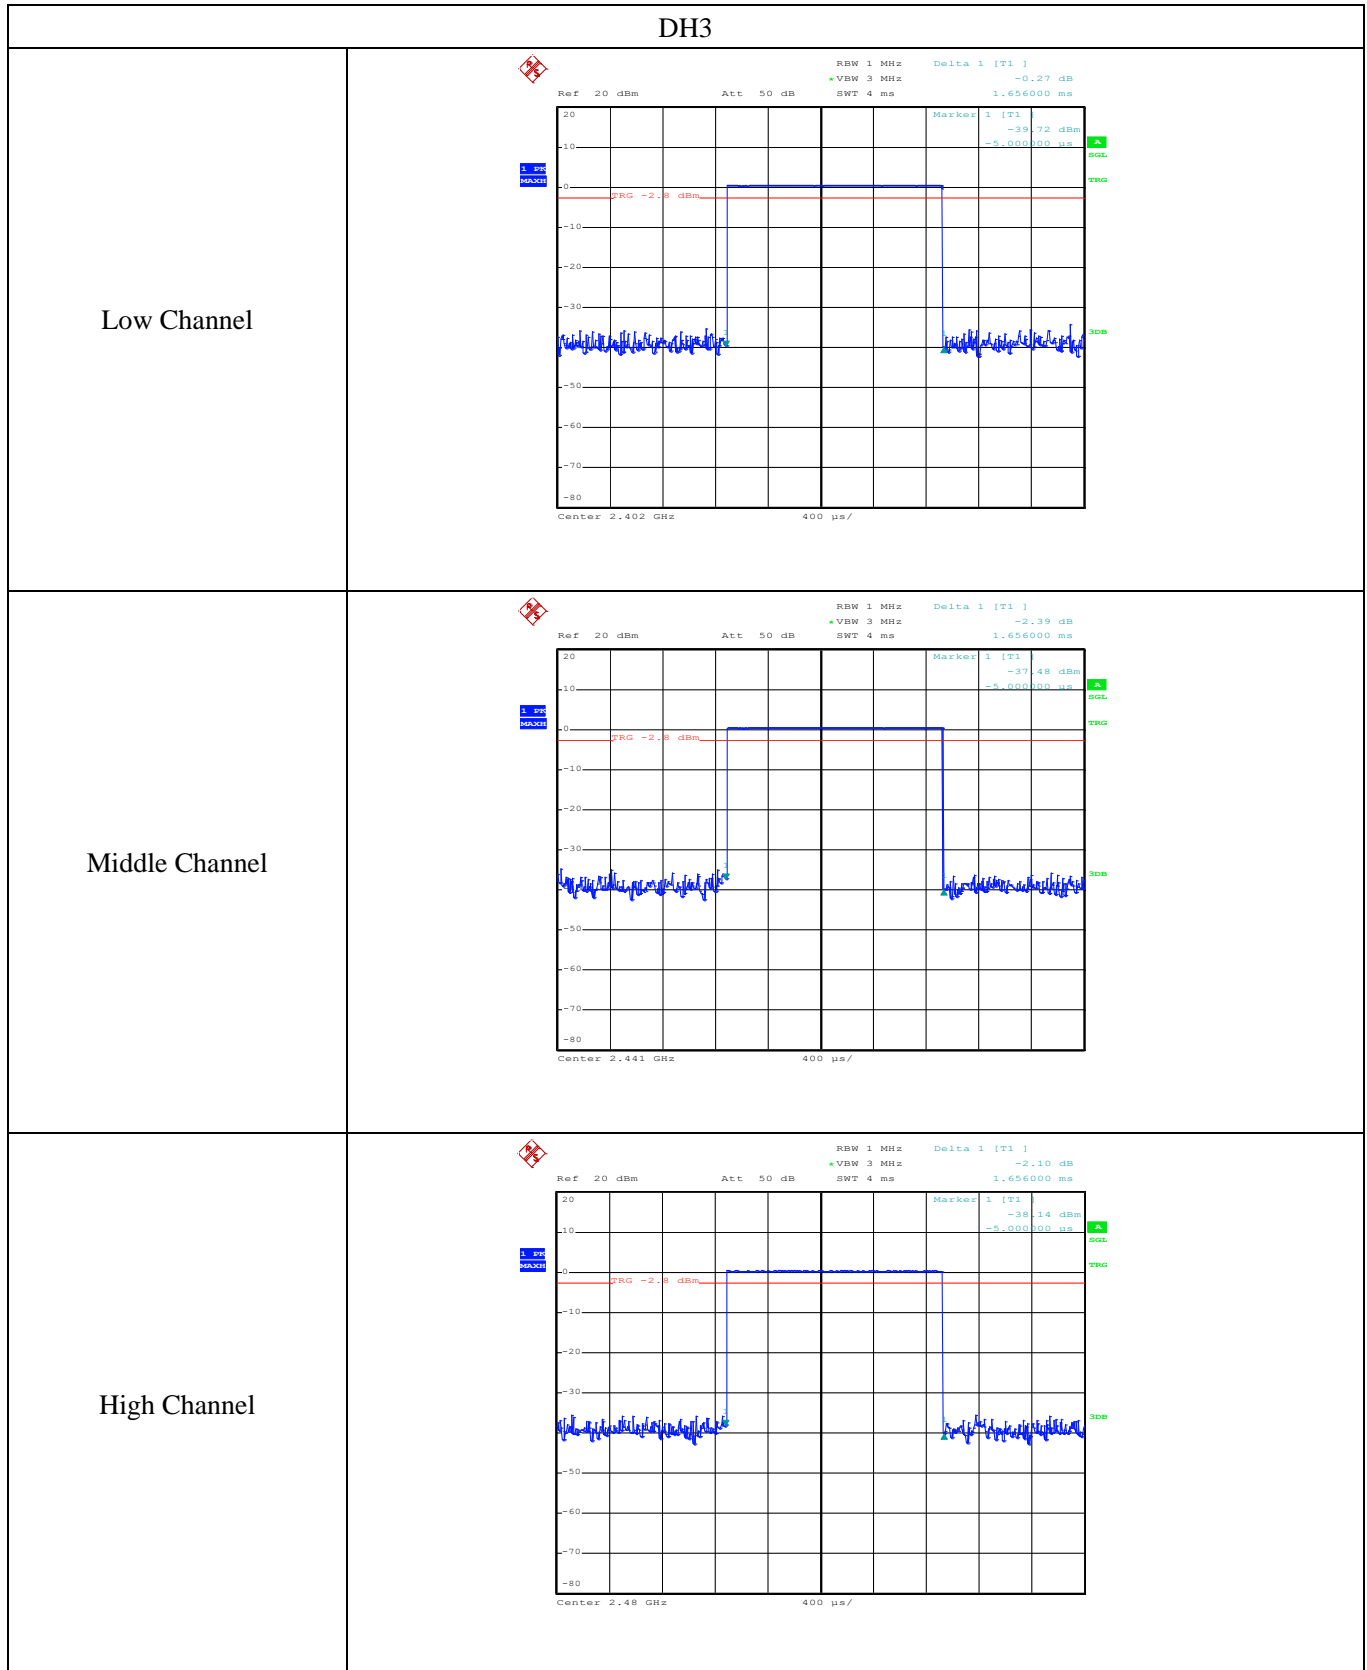 DH3
Low Channel
R S
RBW 1 MHz Delta 1 [T1 ]
*VBW 3 MHz -0.27 dB
Ref 20 dBm Att 50 dB SWT 4 ms 1.656000 ms
20 Marker 1 [T1 ]
-39.72 dBm
-5.000000 µs A
10
SGL
1 PK
MAXH
TRG
0
TRG -2.8 dBm
-10
-20
-30
3DB
1 1
-50
-60
-70
-80
Center 2.402 GHz 400 µs/
Middle Channel
R S
RBW 1 MHz Delta 1 [T1 ]
*VBW 3 MHz -2.39 dB
Ref 20 dBm Att 50 dB SWT 4 ms 1.656000 ms
20 Marker 1 [T1 ]
-37.48 dBm
-5.000000 µs A
10
SGL
1 PK
MAXH
TRG
0
TRG -2.8 dBm
-10
-20
-30
1
3DB
-50
-60
-70
-80
Center 2.441 GHz 400 µs/
High Channel
R S
RBW 1 MHz Delta 1 [T1 ]
*VBW 3 MHz -2.10 dB
Ref 20 dBm Att 50 dB SWT 4 ms 1.656000 ms
20 Marker 1 [T1 ]
-38.14 dBm
-5.000000 µs A
10
SGL
1 PK
MAXH
TRG
0
TRG -2.8 dBm
-10
-20
-30
3DB
1 1
-50
-60
-70
-80
Center 2.48 GHz 400 µs/